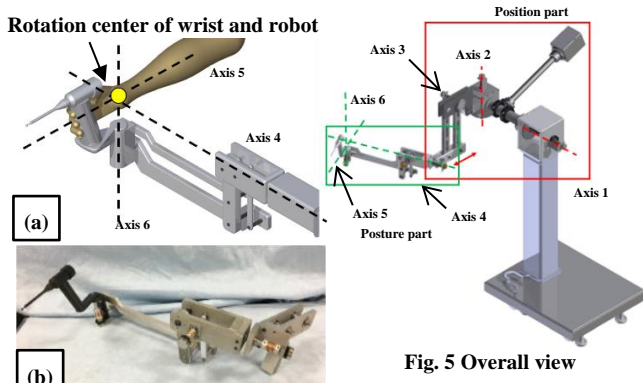 Rotation center of wrist and robot
Axis 5
Axis 4
(a)
Axis 6
(b)
Position part
Axis 3
Axis 2
Axis 6
Axis 5
Axis 4
Axis 1
Posture part
Fig. 5 Overall view